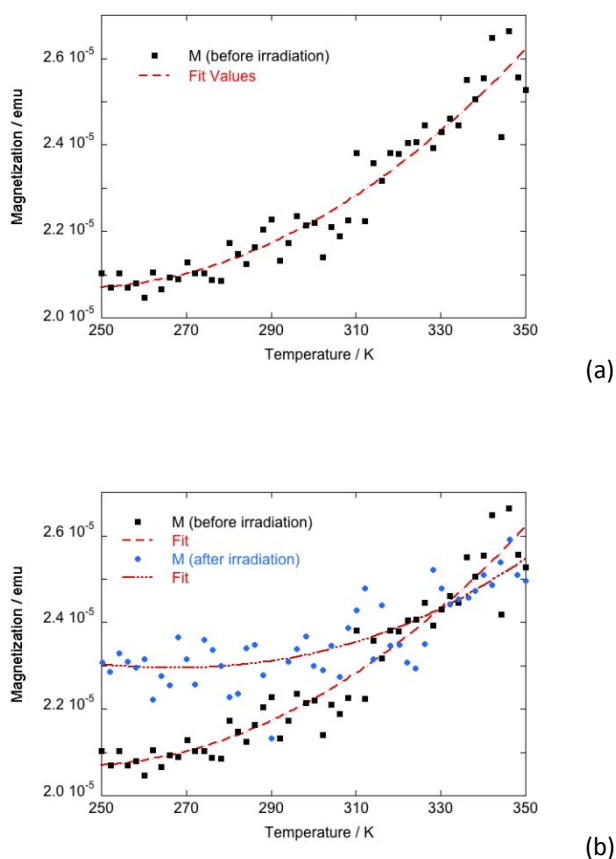 2.6 10-5
M (before irradiation)
Fit Values
2.4 10-5
Magnetization / emu
2.2 10-5
2.0 10-5
250 270 290 310 330 350
Temperature / K
(a)
2.6 10-5
M (before irradiation)
Fit
M (after irradiation)
Fit
2.4 10-5
Magnetization / emu
2.2 10-5
2.0 10-5
250 270 290 310 330 350
Temperature / K
(b)